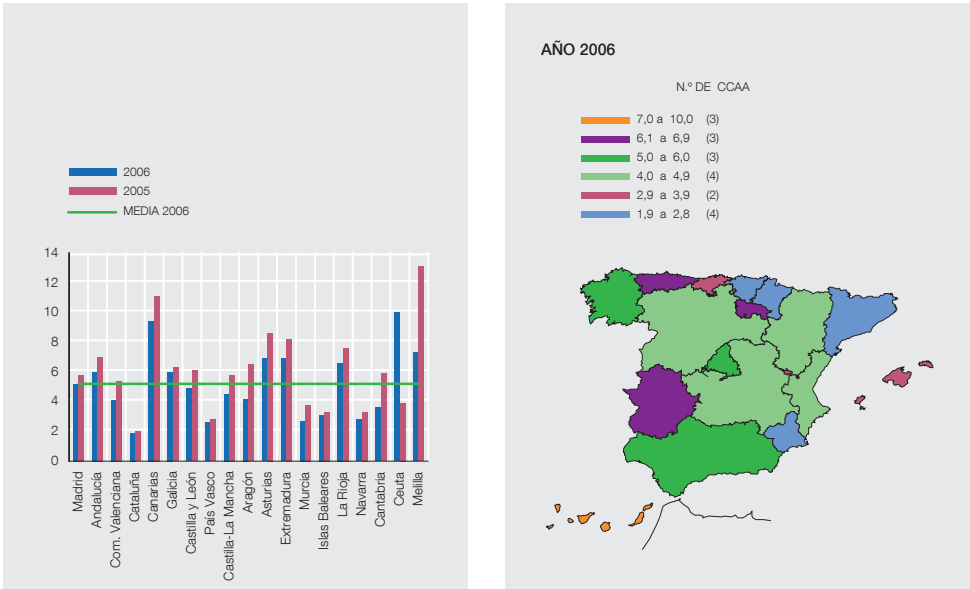 2006
2005
MEDIA 2006
14
12
10
8
6
4
2
0
Madrid
Andalucía
Com. Valenciana
Cataluña
Canarias
Galicia
Castilla y León
País Vasco
Castilla-La Mancha
Aragón
Asturias
Extremadura
Murcia
Islas Baleares
La Rioja
Navarra
Cantabria
Ceuta
Melilla
AÑO 2006
N.º DE CCAA
7,0 a 10,0 (3)
6,1 a 6,9 (3)
5,0 a 6,0 (3)
4,0 a 4,9 (4)
2,9 a 3,9 (2)
1,9 a 2,8 (4)